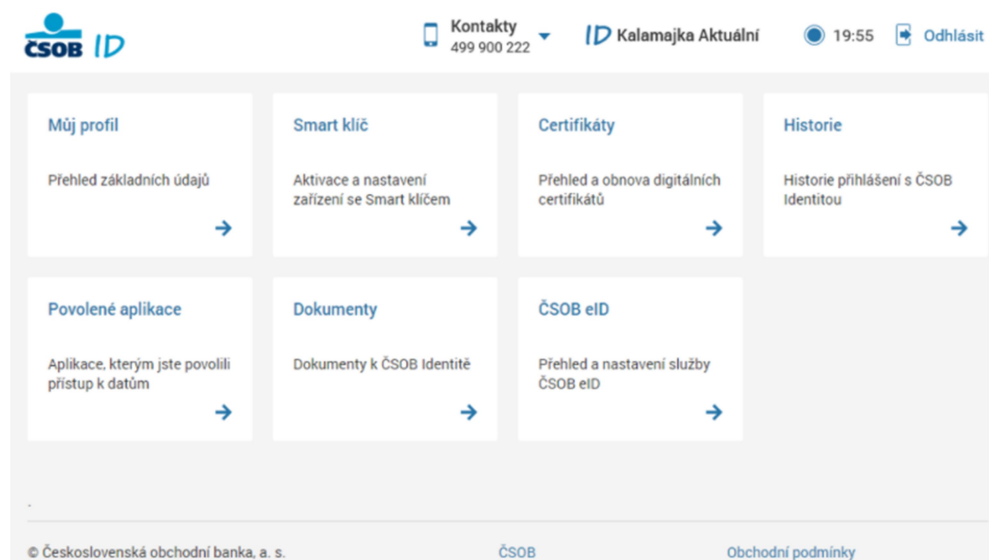 ČSOB ID
Kontakty
499 900 222
ID Kalamajka Aktuální
19:55
Odhlásit
Můj profil
Přehled základních údajů
Smart klíč
Aktivace a nastavení
zařízení se Smart klíčem
Certifikáty
Přehled a obnova digitálních
certifikátů
Historie
Historie přihlášení s ČSOB
Identitou
Povolené aplikace
Aplikace, kterým jste povolili
přístup k datům
Dokumenty
Dokumenty k ČSOB Identitě
ČSOB eID
Přehled a nastavení služby
ČSOB eID
.
© Československá obchodní banka, a. s.
ČSOB
Obchodní podmínky